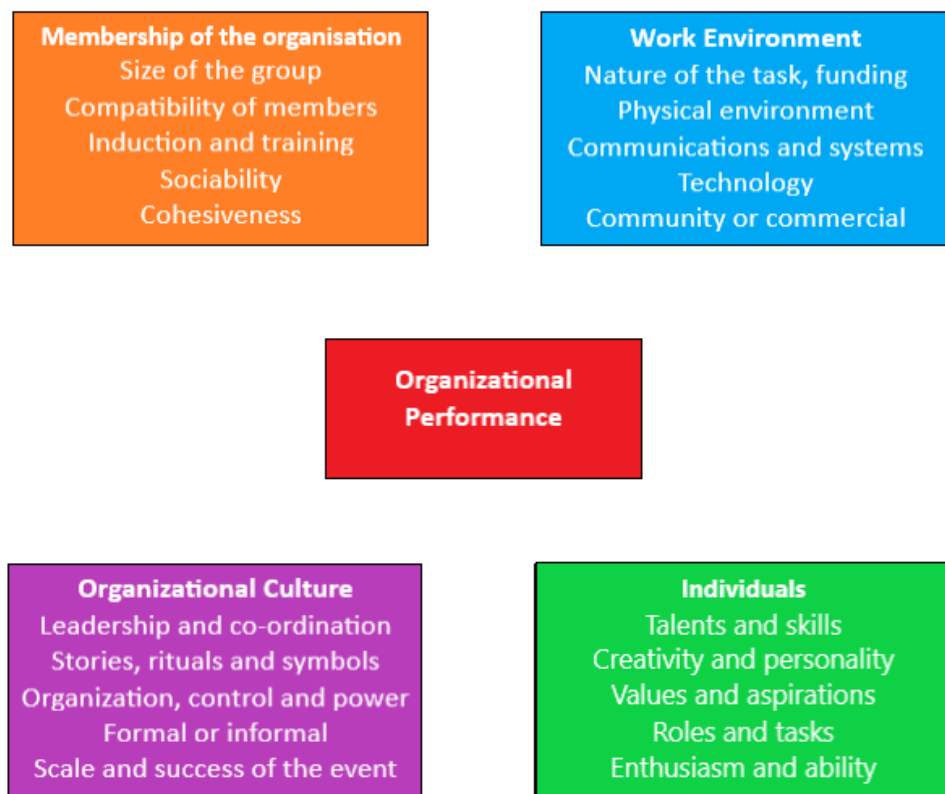 Membership of the organisation
Size of the group
Compatibility of members
Induction and training
Sociability
Cohesiveness
Work Environment
Nature of the task, funding
Physical environment
Communications and systems
Technology
Community or commercial
Organizational
Performance
Organizational Culture
Leadership and co-ordination
Stories, rituals and symbols
Organization, control and power
Formal or informal
Scale and success of the event
Individuals
Talents and skills
Creativity and personality
Values and aspirations
Roles and tasks
Enthusiasm and ability